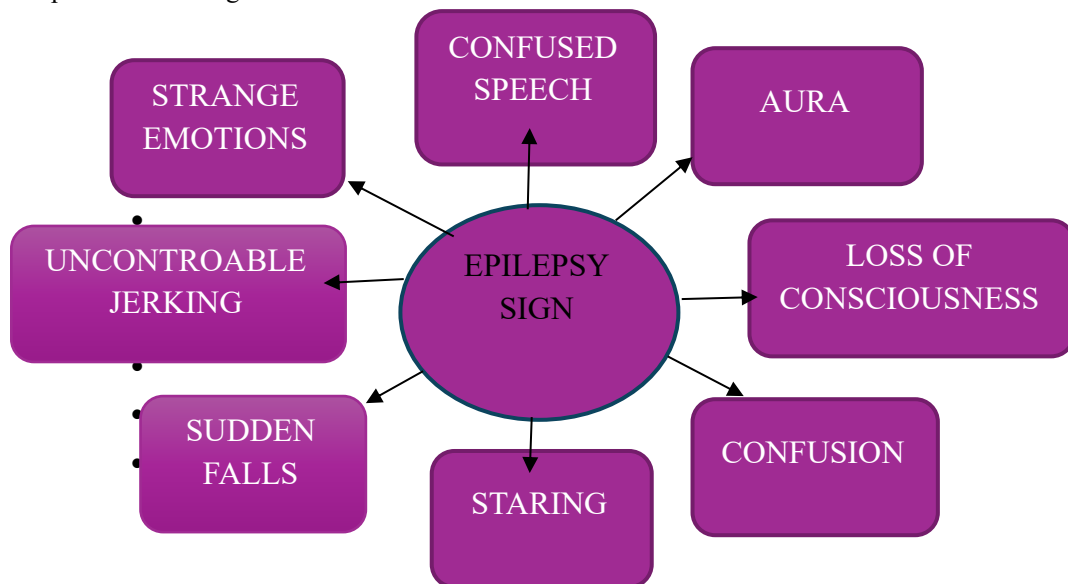 CONFUSED
SPEECH
STRANGE
EMOTIONS
AURA
UNCONTROABLE
JERKING
EPILEPSY
SIGN
LOSS OF
CONSCIOUSNESS
SUDDEN
FALLS
STARING
CONFUSION